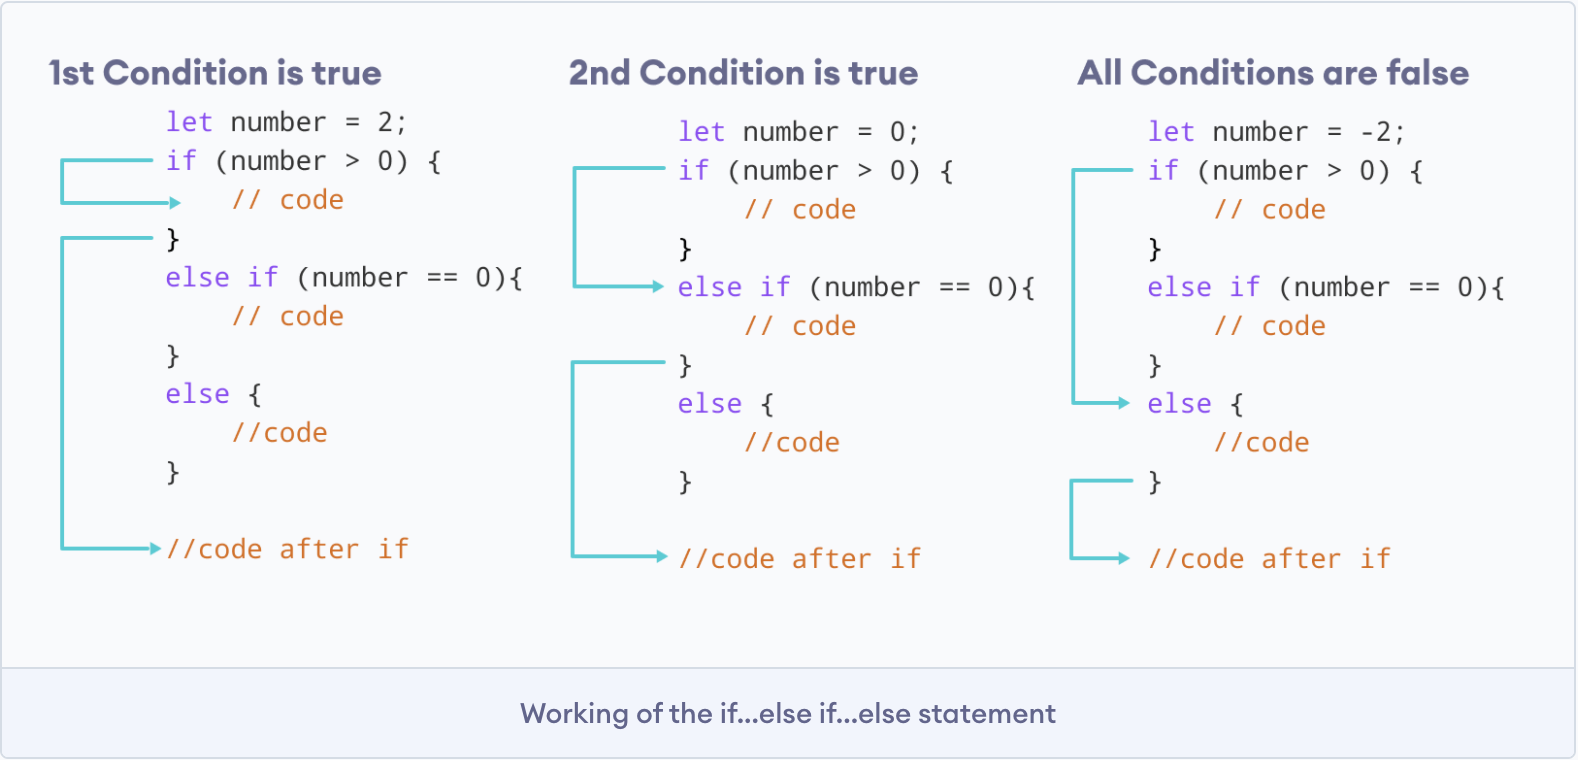 1st Condition is true
let number = 2;
if (number > 0) {
// code
}
else if (number == 0){
// code
}
else {
//code
}
//code after if
2nd Condition is true
let number = 0;
if (number > 0) {
// code
}
else if (number == 0){
// code
}
else {
//code
}
//code after if
All Conditions are false
let number = -2;
if (number > 0) {
// code
}
else if (number == 0){
// code
}
else {
//code
}
//code after if
Working of the if...else if...else statement